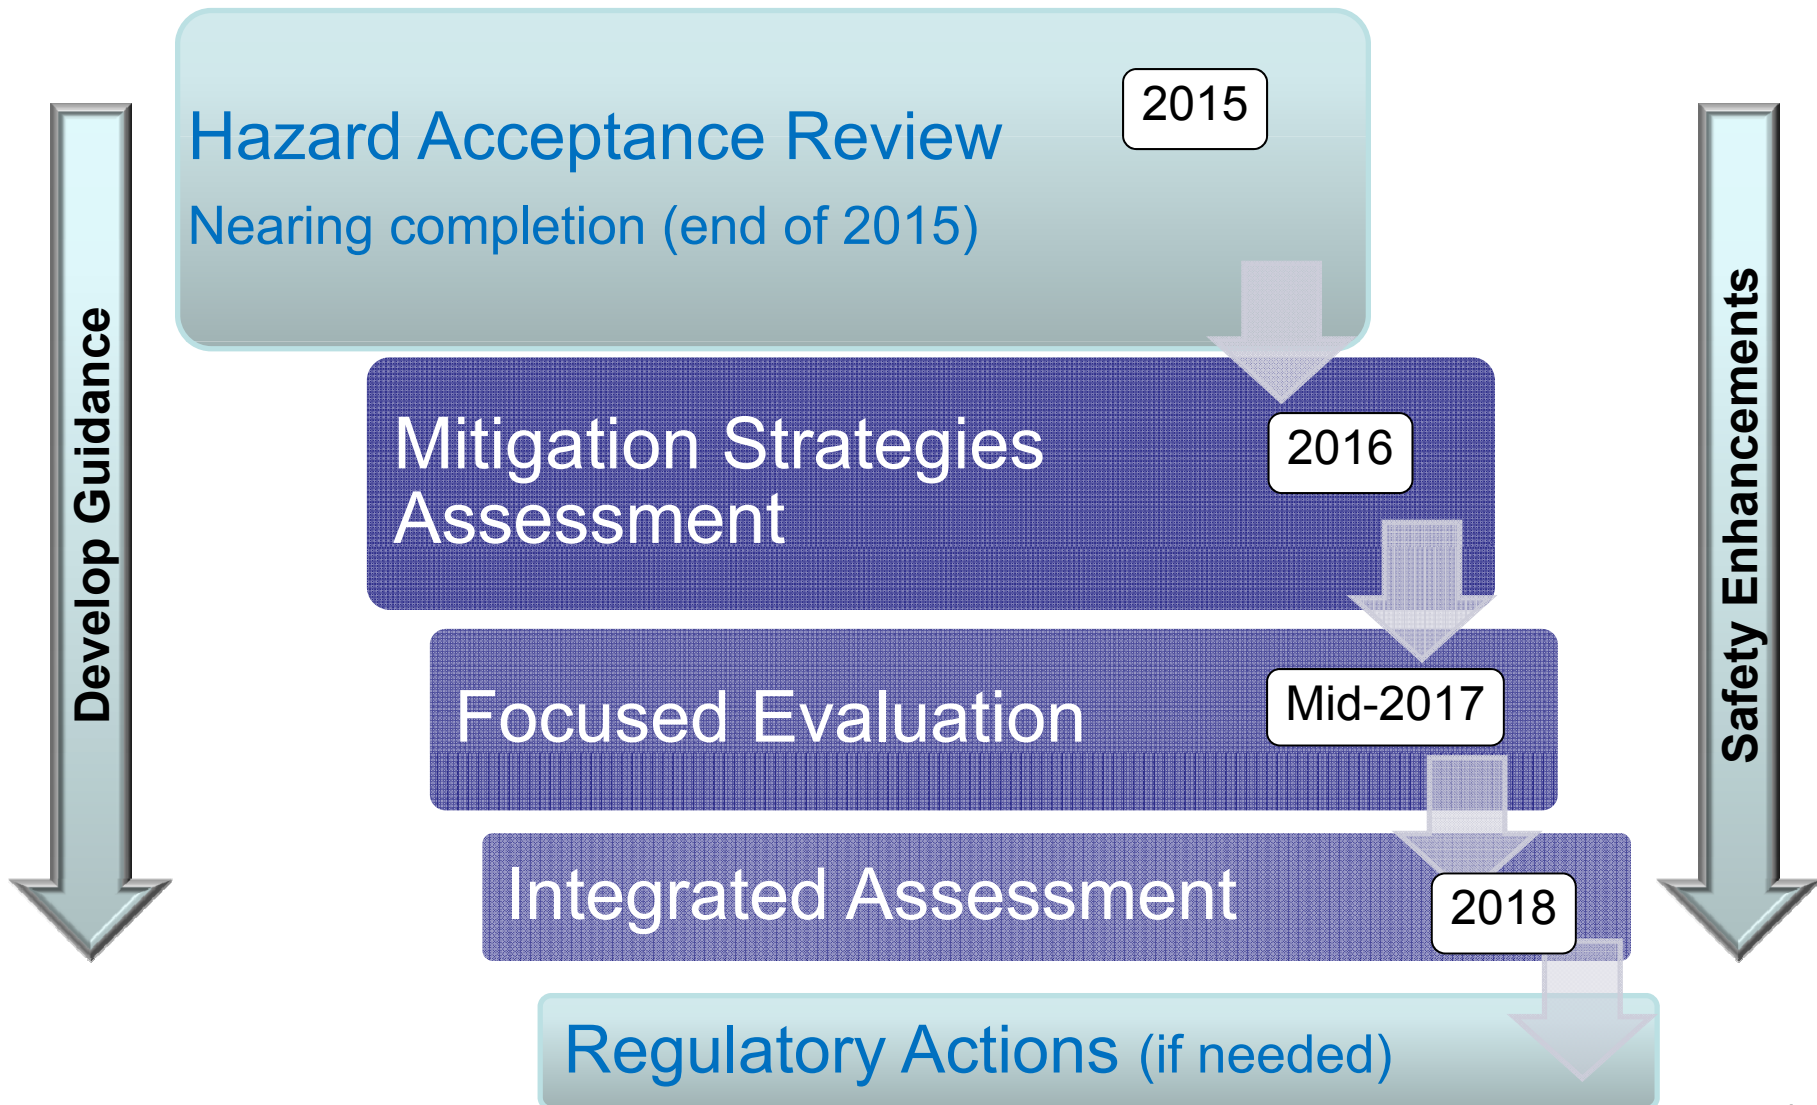 Hazard Acceptance Review
2015
Nearing completion (end of 2015)
Develop Guidance
Safety Enhancements
Mitigation Strategies
Assessment
2016
Focused Evaluation
Mid-2017
Integrated Assessment
2018
Regulatory Actions (if needed)